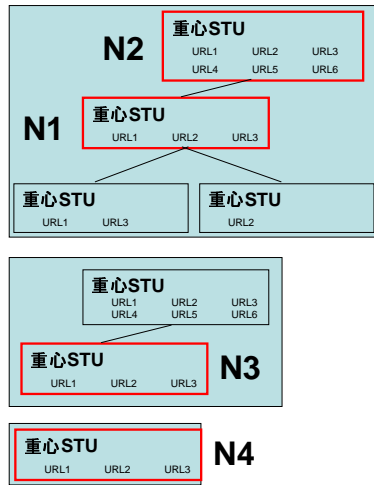 N2
重心STU
URL1 URL2 URL3
URL4 URL5 URL6
N1
重心STU
URL1 URL2 URL3
重心STU
URL1 URL3
重心STU
URL2
重心STU
URL1 URL2 URL3
URL4 URL5 URL6
重心STU
URL1 URL2 URL3
N3
重心STU
URL1 URL2 URL3
N4